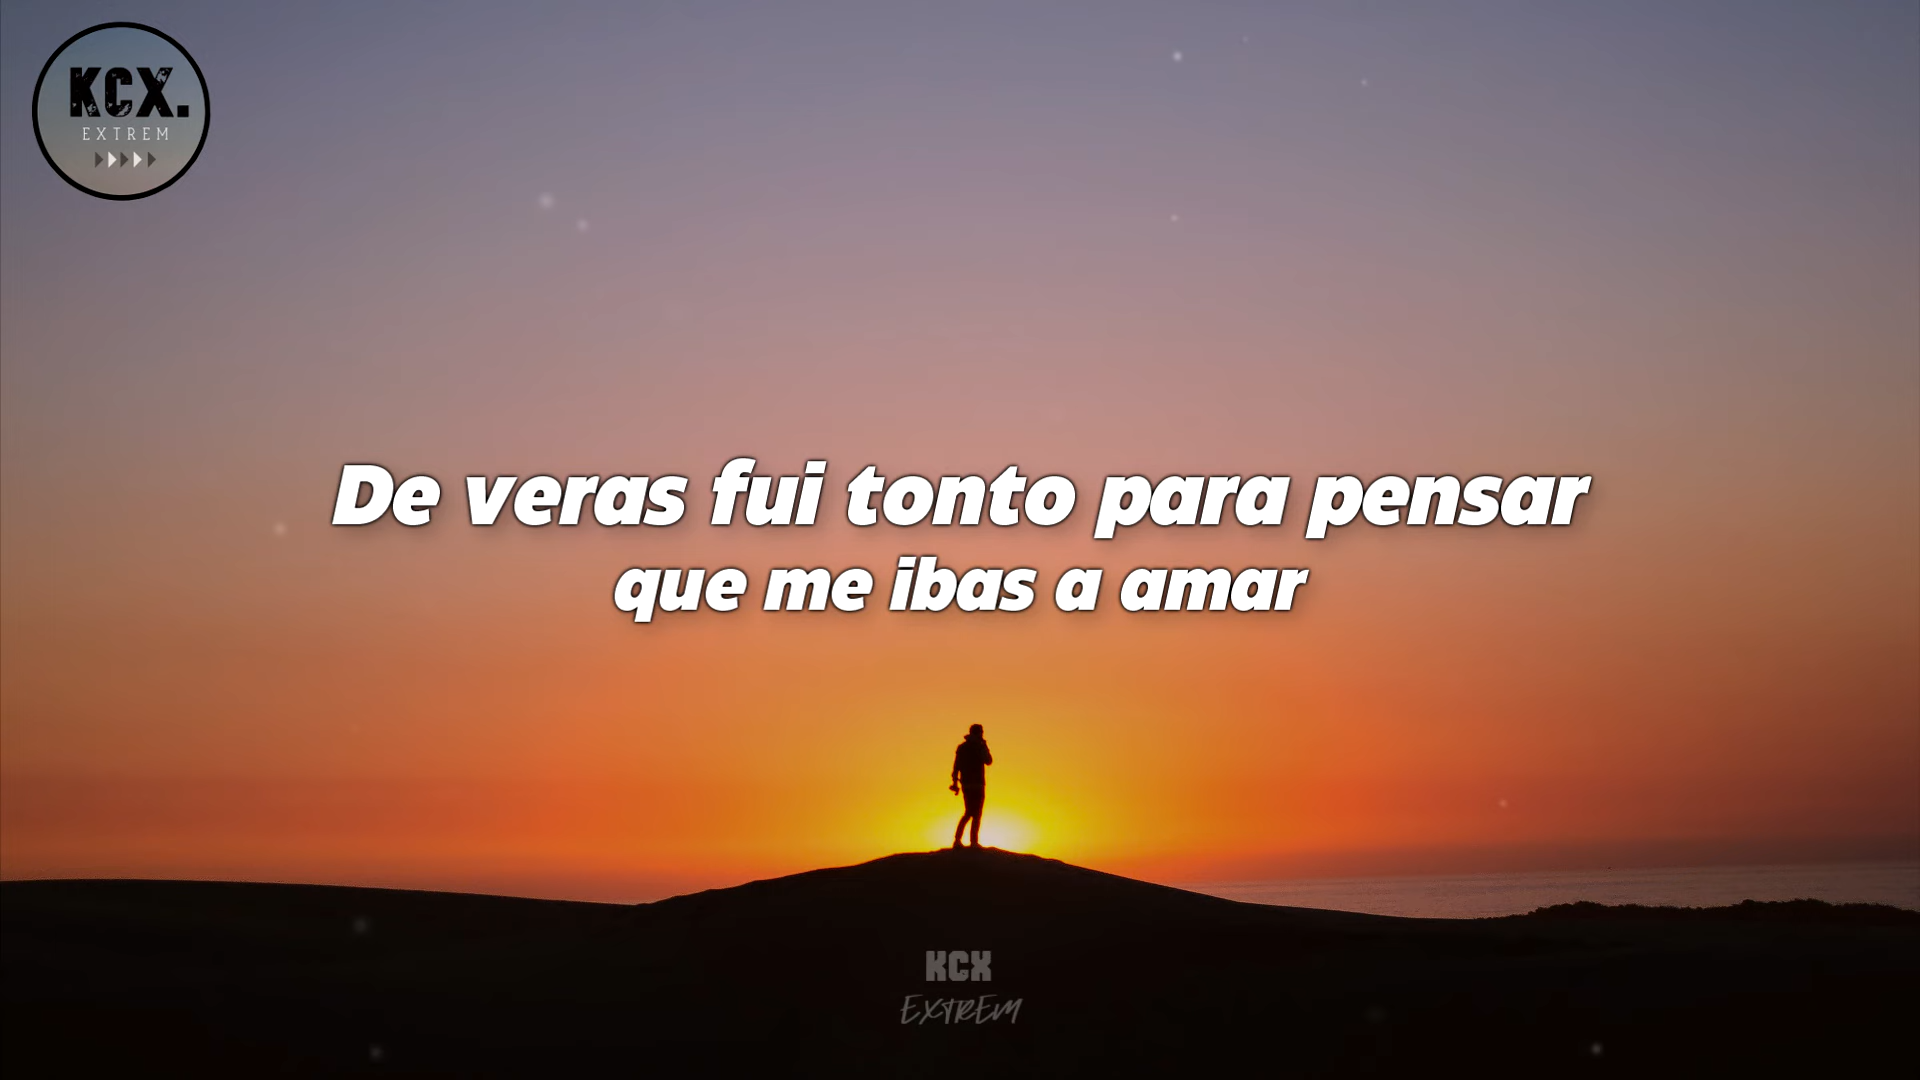 KCX.
EXTREM
De veras fui tonto para pensar
que me ibas a amar
KCX
EXTREM